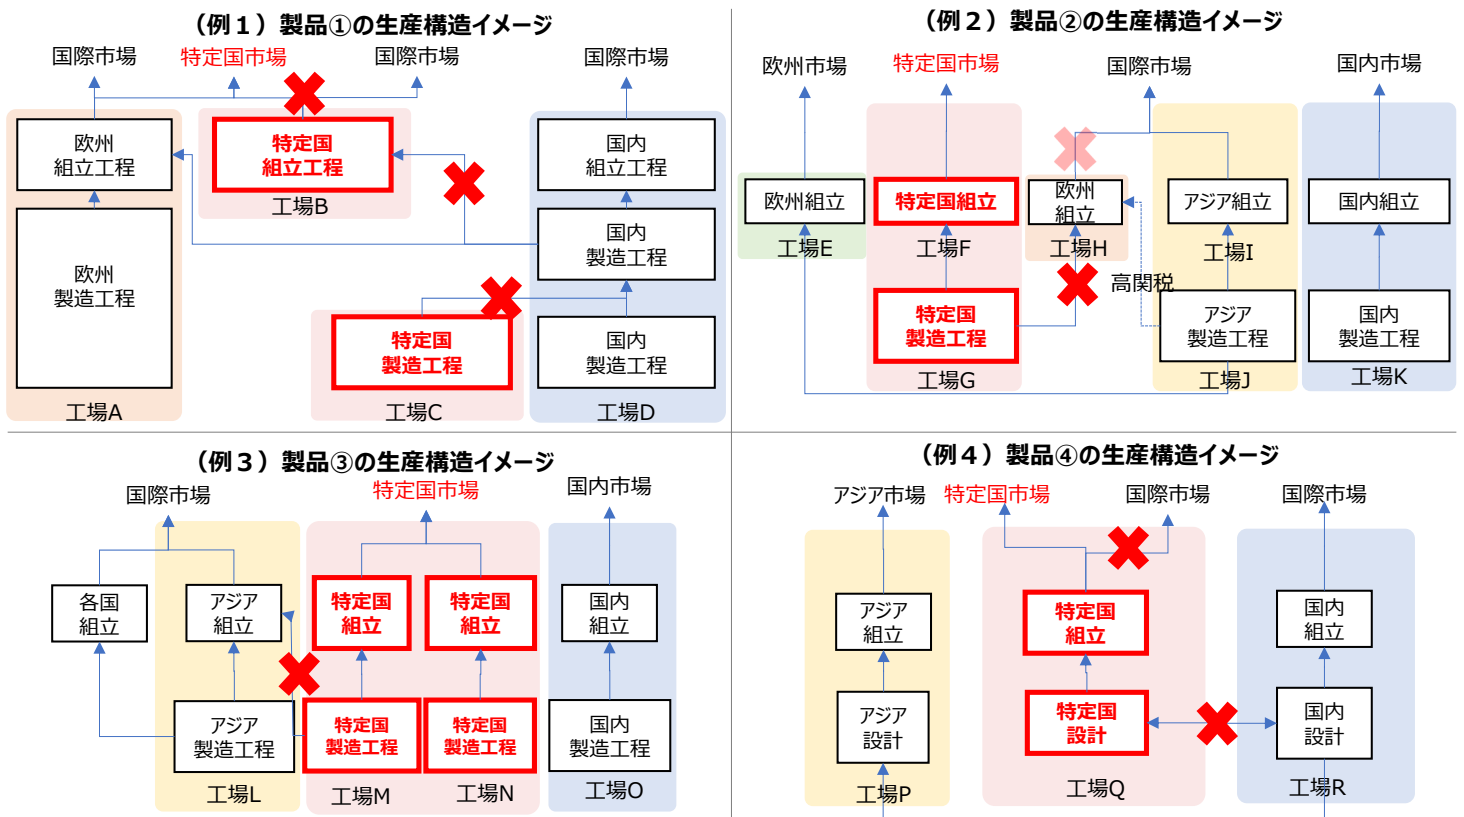 （例１）製品①の生産構造イメージ
国際市場
特定国市場
国際市場
国際市場
欧州
組立工程
特定国
組立工程
工場B
国内
組立工程
欧州
製造工程
国内
製造工程
特定国
製造工程
国内
製造工程
工場A
工場C
工場D
（例２）製品②の生産構造イメージ
欧州市場
特定国市場
国際市場
国内市場
欧州組立
特定国組立
欧州
組立
アジア組立
国内組立
工場E
工場F
工場H
工場I
高関税
特定国
製造工程
アジア
製造工程
国内
製造工程
工場G
工場J
工場K
（例３）製品③の生産構造イメージ
国際市場
特定国市場
国内市場
各国
組立
アジア
組立
特定国
組立
特定国
組立
国内
組立
アジア
製造工程
特定国
製造工程
特定国
製造工程
国内
製造工程
工場L
工場M
工場N
工場O
（例４）製品④の生産構造イメージ
アジア市場
特定国市場
国際市場
国際市場
アジア
組立
特定国
組立
国内
組立
アジア
設計
特定国
設計
国内
設計
工場P
工場Q
工場R